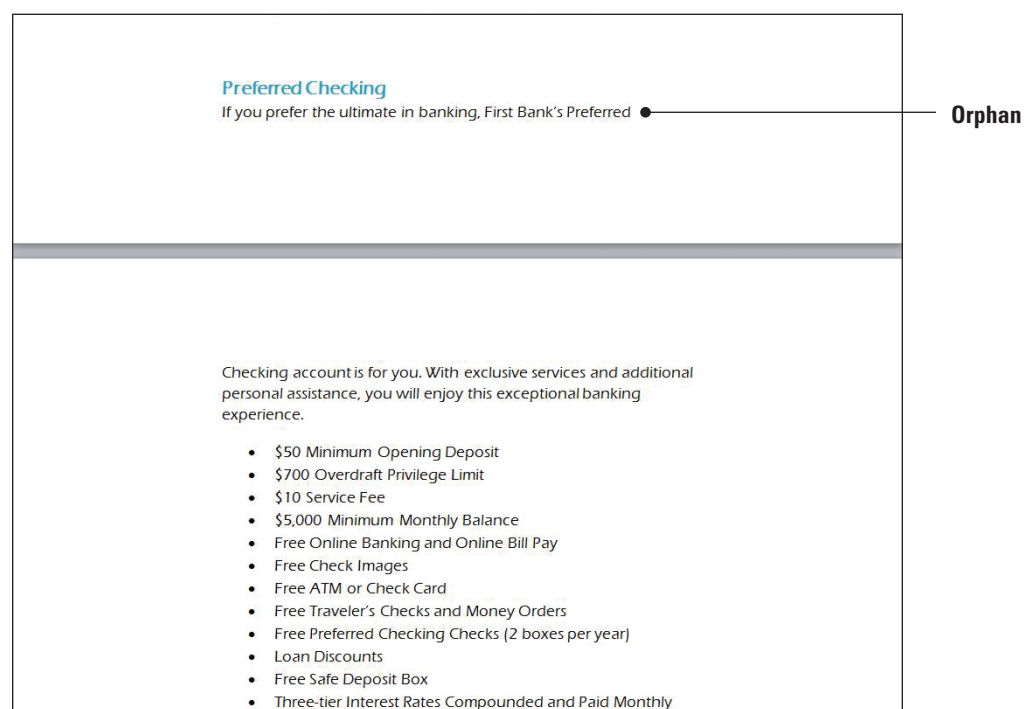 Preferred Checking
If you prefer the ultimate in banking, First Bank's Preferred
Orphan
Checking account is for you. With exclusive services and additional
personal assistance, you will enjoy this exceptional banking
experience.
• $50 Minimum Opening Deposit
• $700 Overdraft Privilege Limit
• $10 Service Fee
• $5,000 Minimum Monthly Balance
• Free Online Banking and Online Bill Pay
• Free Check Images
• Free ATM or Check Card
• Free Traveler's Checks and Money Orders
• Free Preferred Checking Checks (2 boxes per year)
• Loan Discounts
• Free Safe Deposit Box
• Three-tier Interest Rates Compounded and Paid Monthly